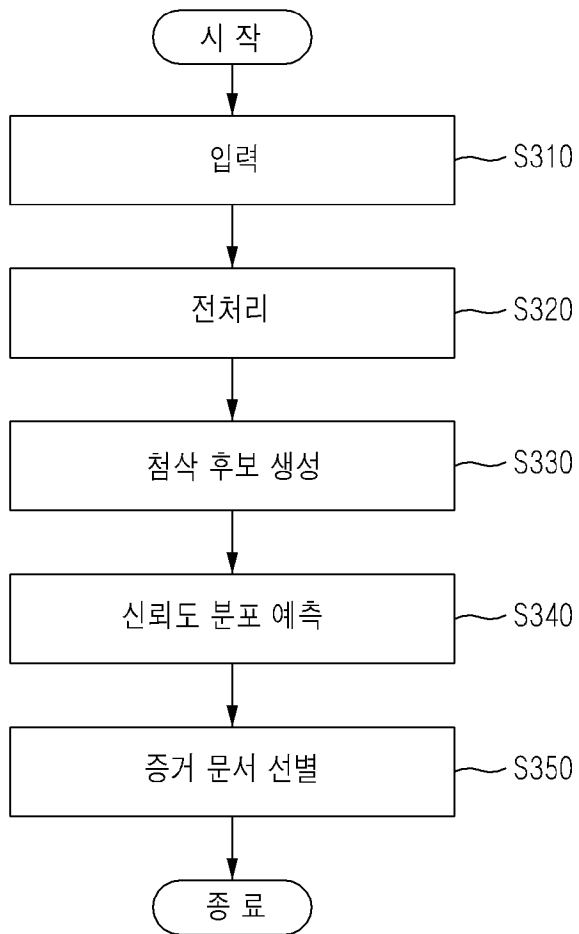 시 작
입력
S310
전처리
S320
첨삭 후보 생성
S330
신뢰도 분포 예측
S340
증거 문서 선별
S350
종 료